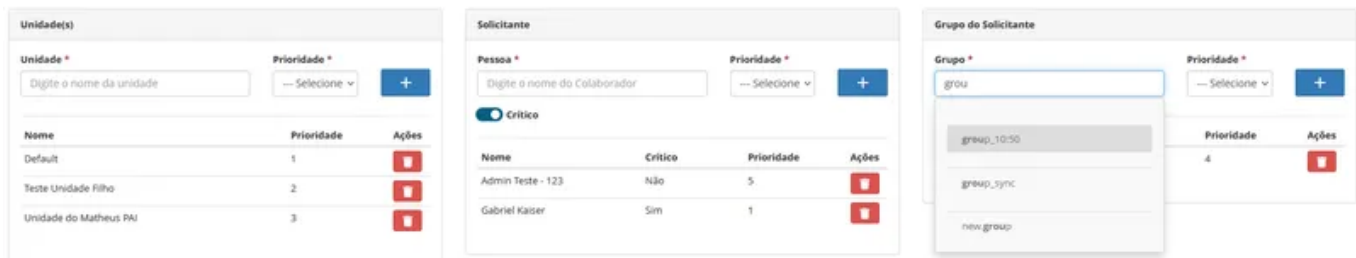 Unidade(s)
Unidade *
Prioridade *
Digite o nome da unidade
--- Selecione
+
Nome
Prioridade
Ações
Default
1
Teste Unidade Filho
2
Unidade do Matheus PAI
3
Solicitante
Pessoa *
Prioridade *
Digite o nome do Colaborador
--- Selecione
+
Crítico
Nome
Crítico
Prioridade
Ações
Admin Teste - 123
Não
5
Gabriel Kaiser
Sim
1
Grupo do Solicitante
Grupo *
Prioridade *
grou
--- Selecione
+
Prioridade
Ações
4
group_10:50
group_sync
new group